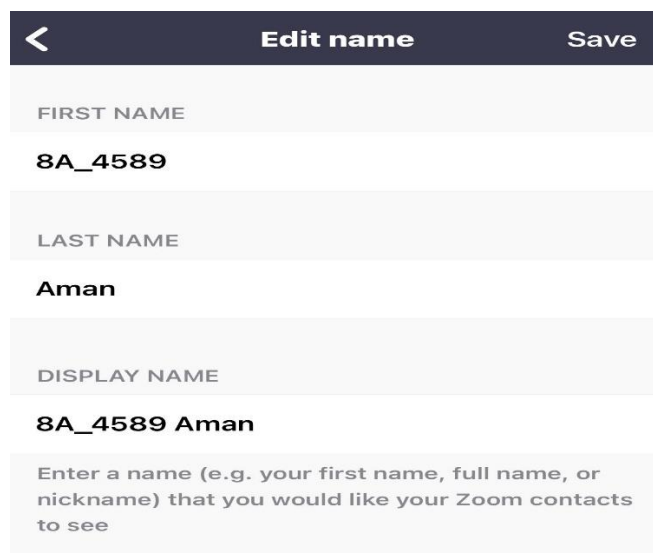 Edit name Save
FIRST NAME
8A_4589
LAST NAME
Aman
DISPLAY NAME
8A_4589 Aman
Enter a name (e.g. your first name, full name, or
nickname) that you would like your Zoom contacts
to see